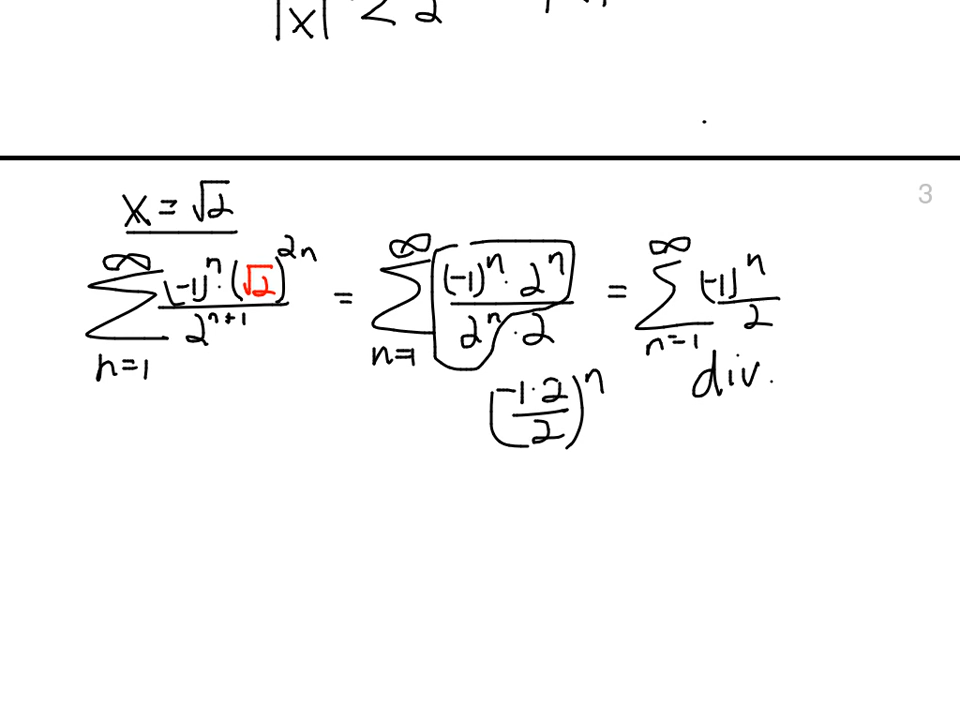 |x| < 2
3
x = √2
∞ Σ n=1 (-1)^n · (√2)^2n / 2^n+1 = ∞ Σ n=1 (-1)^n · 2^n / 2^n · 2 = ∞ Σ n=1 (-1)^n / 2
(-1·2 / 2)^n div.